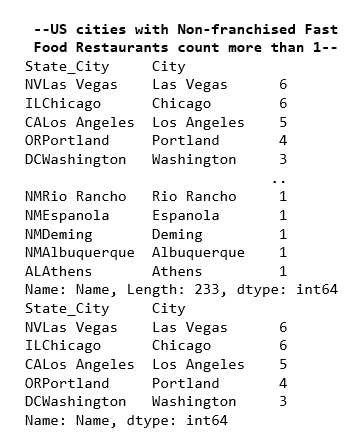 --US cities with Non-franchised Fast
Food Restaurants count more than 1--
State_City City
NVLas Vegas Las Vegas 6
ILChicago Chicago 6
CALos Angeles Los Angeles 5
ORPortland Portland 4
DCWashington Washington 3
..
NMRio Rancho Rio Rancho 1
NMEspanola Espanola 1
NMDeming Deming 1
NMAlbuquerque Albuquerque 1
ALAthens Athens 1
Name: Name, Length: 233, dtype: int64
State_City City
NVLas Vegas Las Vegas 6
ILChicago Chicago 6
CALos Angeles Los Angeles 5
ORPortland Portland 4
DCWashington Washington 3
Name: Name, dtype: int64